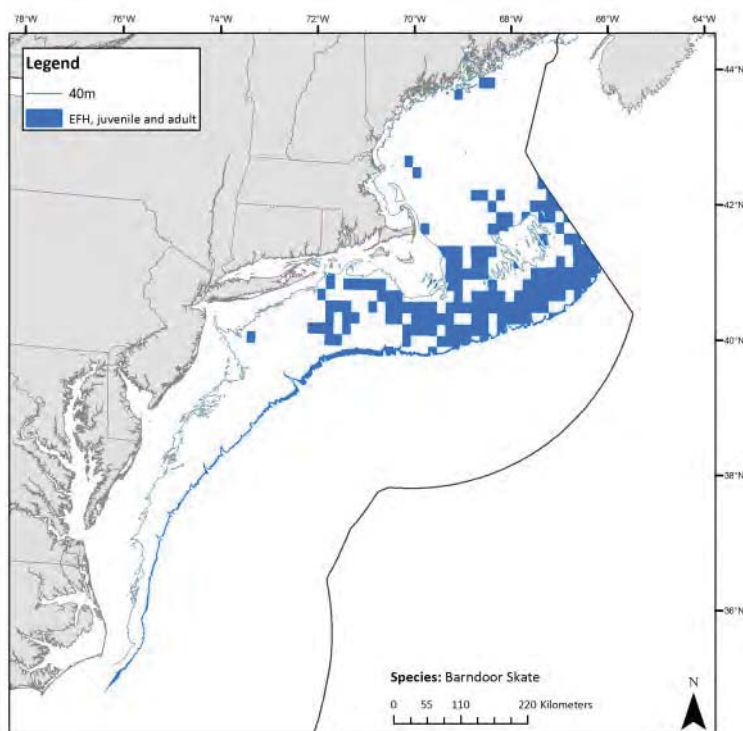 78°W 76°W 74°W 72°W 70°W 68°W 66°W 64°W
Legend
40m
EFH, juvenile and adult
44°N
42°N
40°N
38°N
36°N
Species: Barndoor Skate
0 55 110 220 Kilometers
N